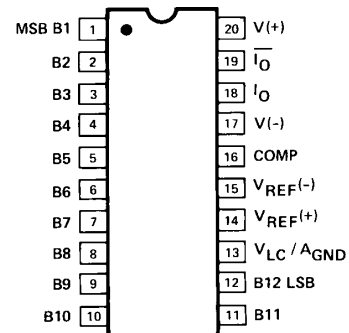 MSB B1 1 20 V(+)
B2 2 19 I̅O̅
B3 3 18 IO
B4 4 17 V(-)
B5 5 16 COMP
B6 6 15 VREF(-)
B7 7 14 VREF(+)
B8 8 13 VLC / AGND
B9 9 12 B12 LSB
B10 10 11 B11